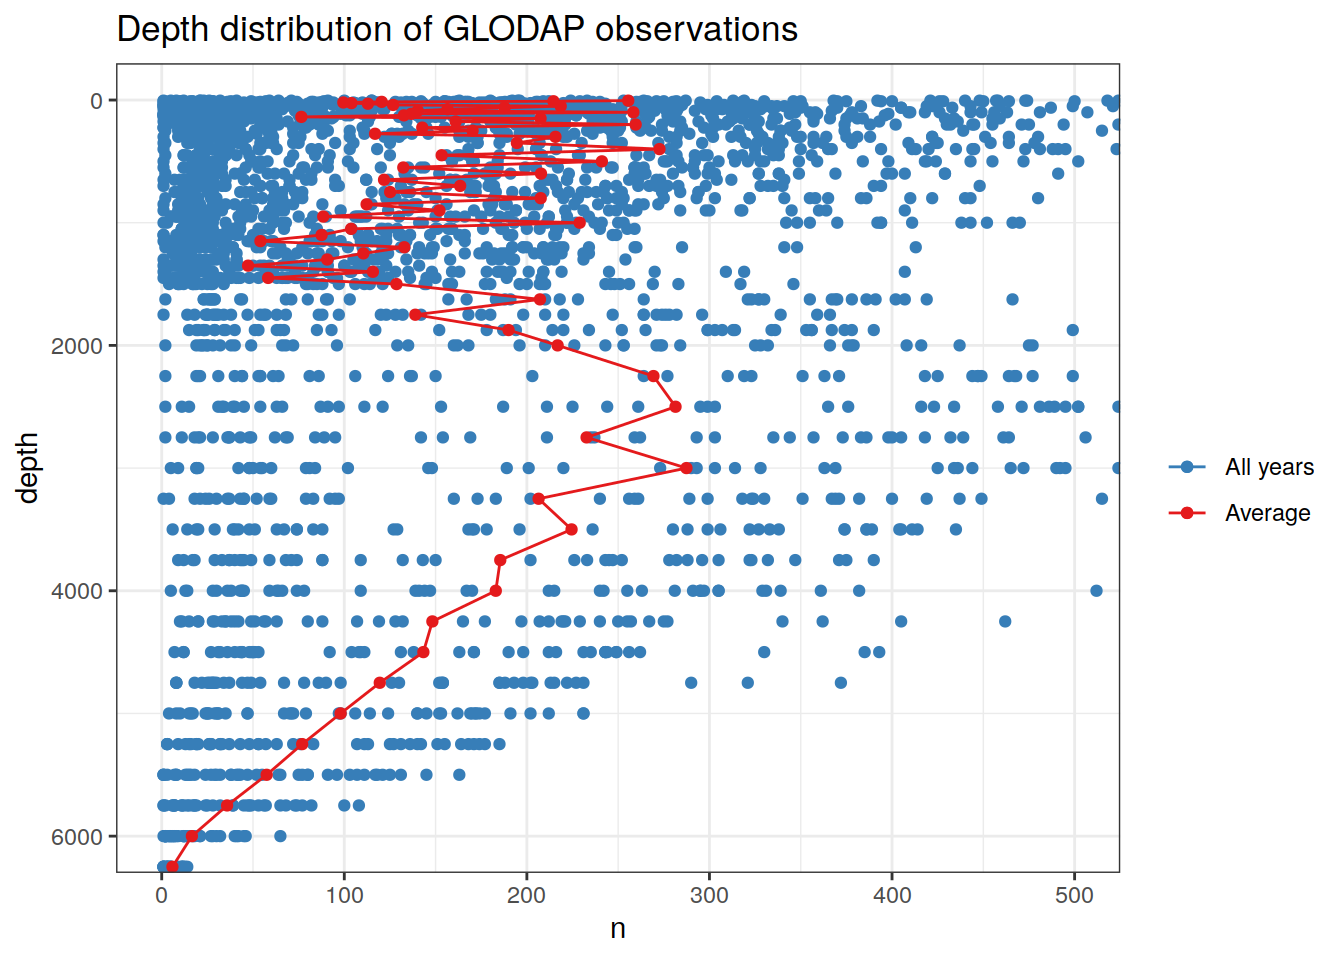 Depth distribution of GLODAP observations
0
2000
4000
6000
depth
0 100 200 300 400 500
n
All years
Average